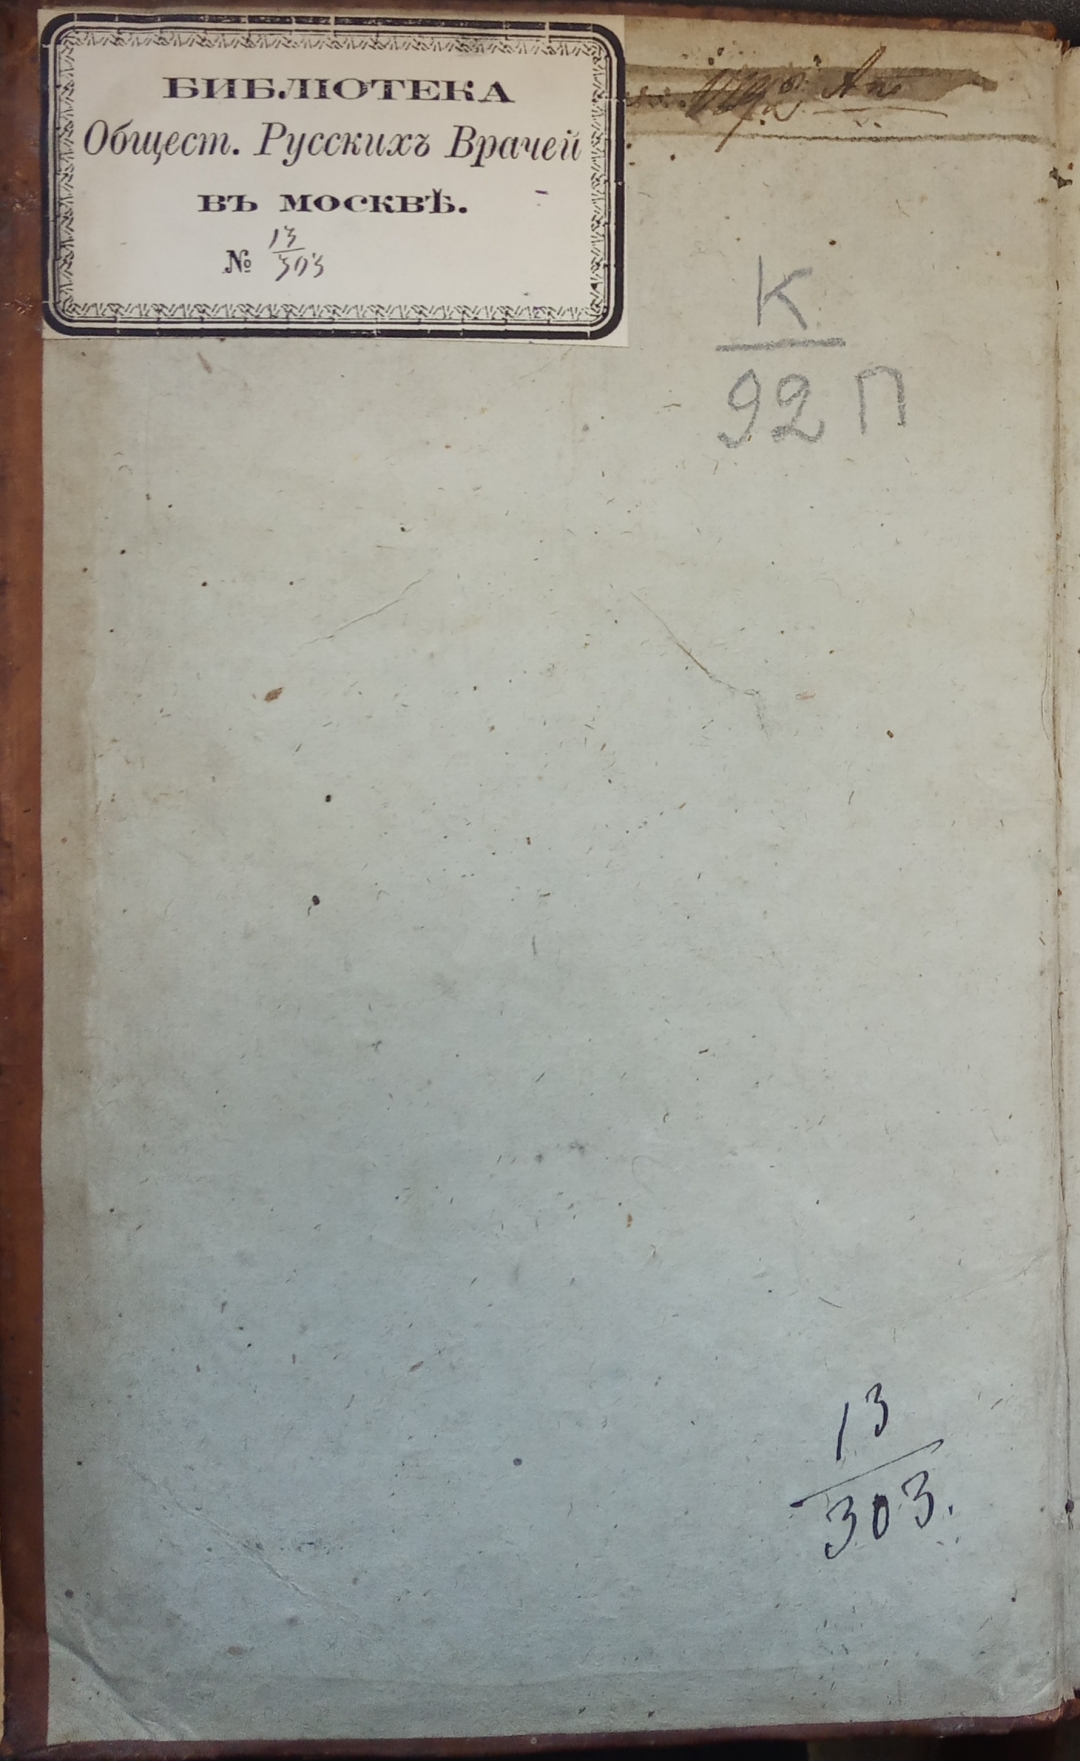 БИБЛІОТЕКА
Общест. Русскихъ Врачей
ВЪ МОСКВѢ.
№ 13/303
К
92 П
13
303.